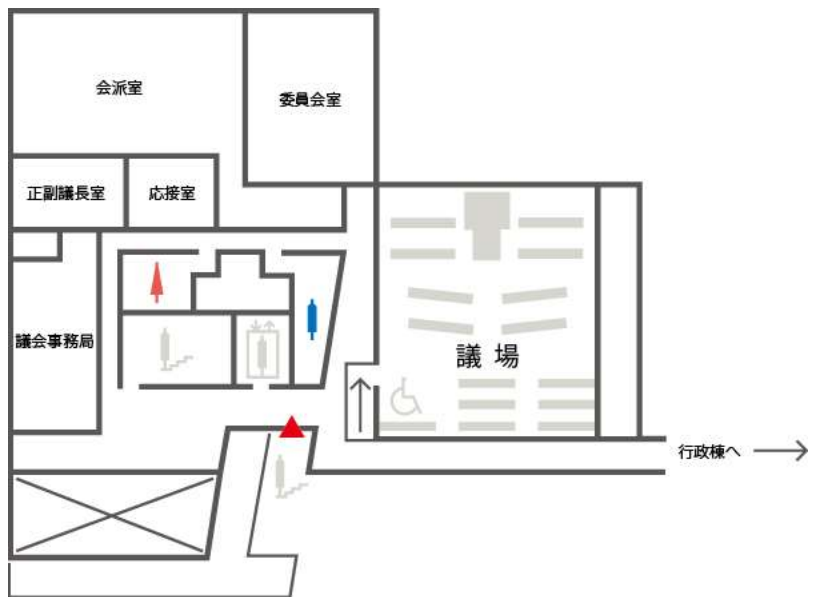 会派室
委員会室
正副議長室
応接室
議会事務局
議場
行政棟へ